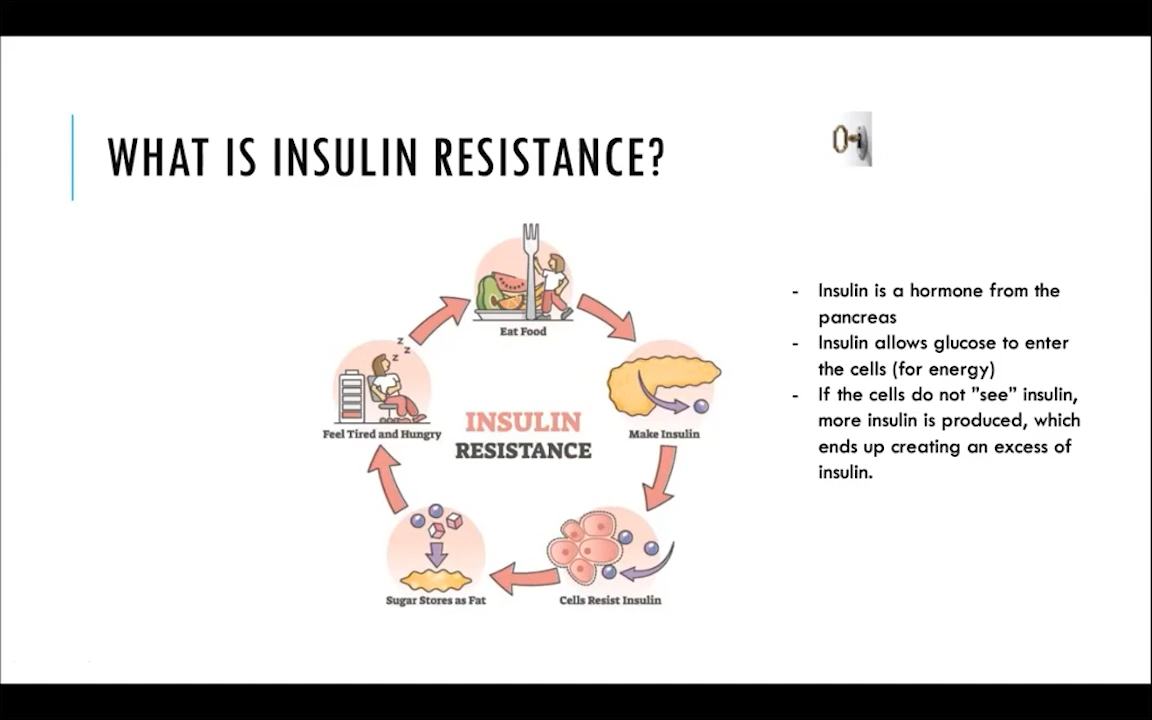 WHAT IS INSULIN RESISTANCE?
Eat Food
Make Insulin
Cells Resist Insulin
Sugar Stores as Fat
Feel Tired and Hungry
z
z
z
INSULIN
RESISTANCE
- Insulin is a hormone from the
pancreas
- Insulin allows glucose to enter
the cells (for energy)
- If the cells do not "see" insulin,
more insulin is produced, which
ends up creating an excess of
insulin.